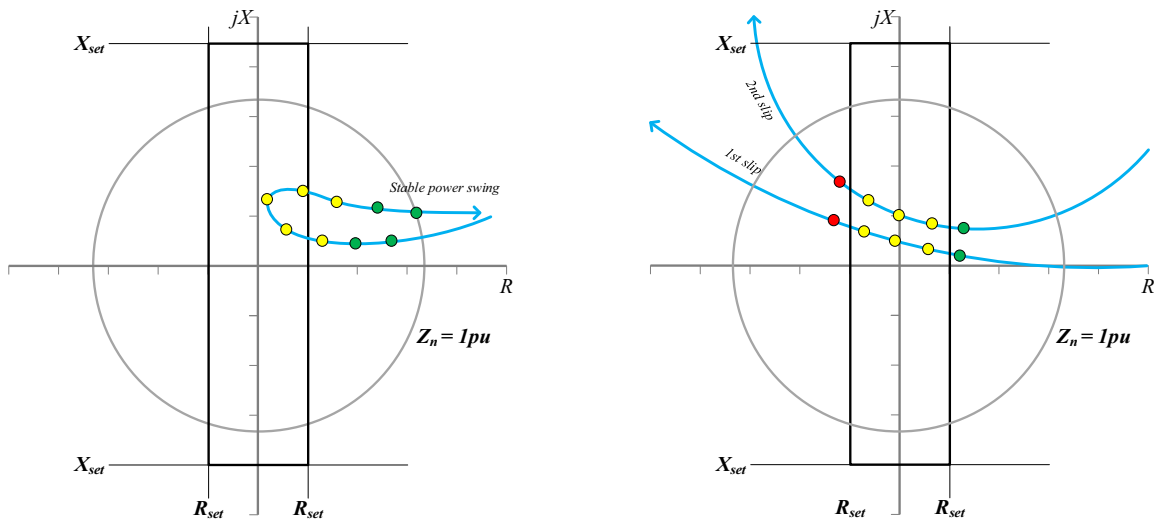 jX
X_set
Stable power swing
R
Z_n = 1pu
X_set
R_set
R_set
jX
X_set
2nd slip
1st slip
R
Z_n = 1pu
X_set
R_set
R_set